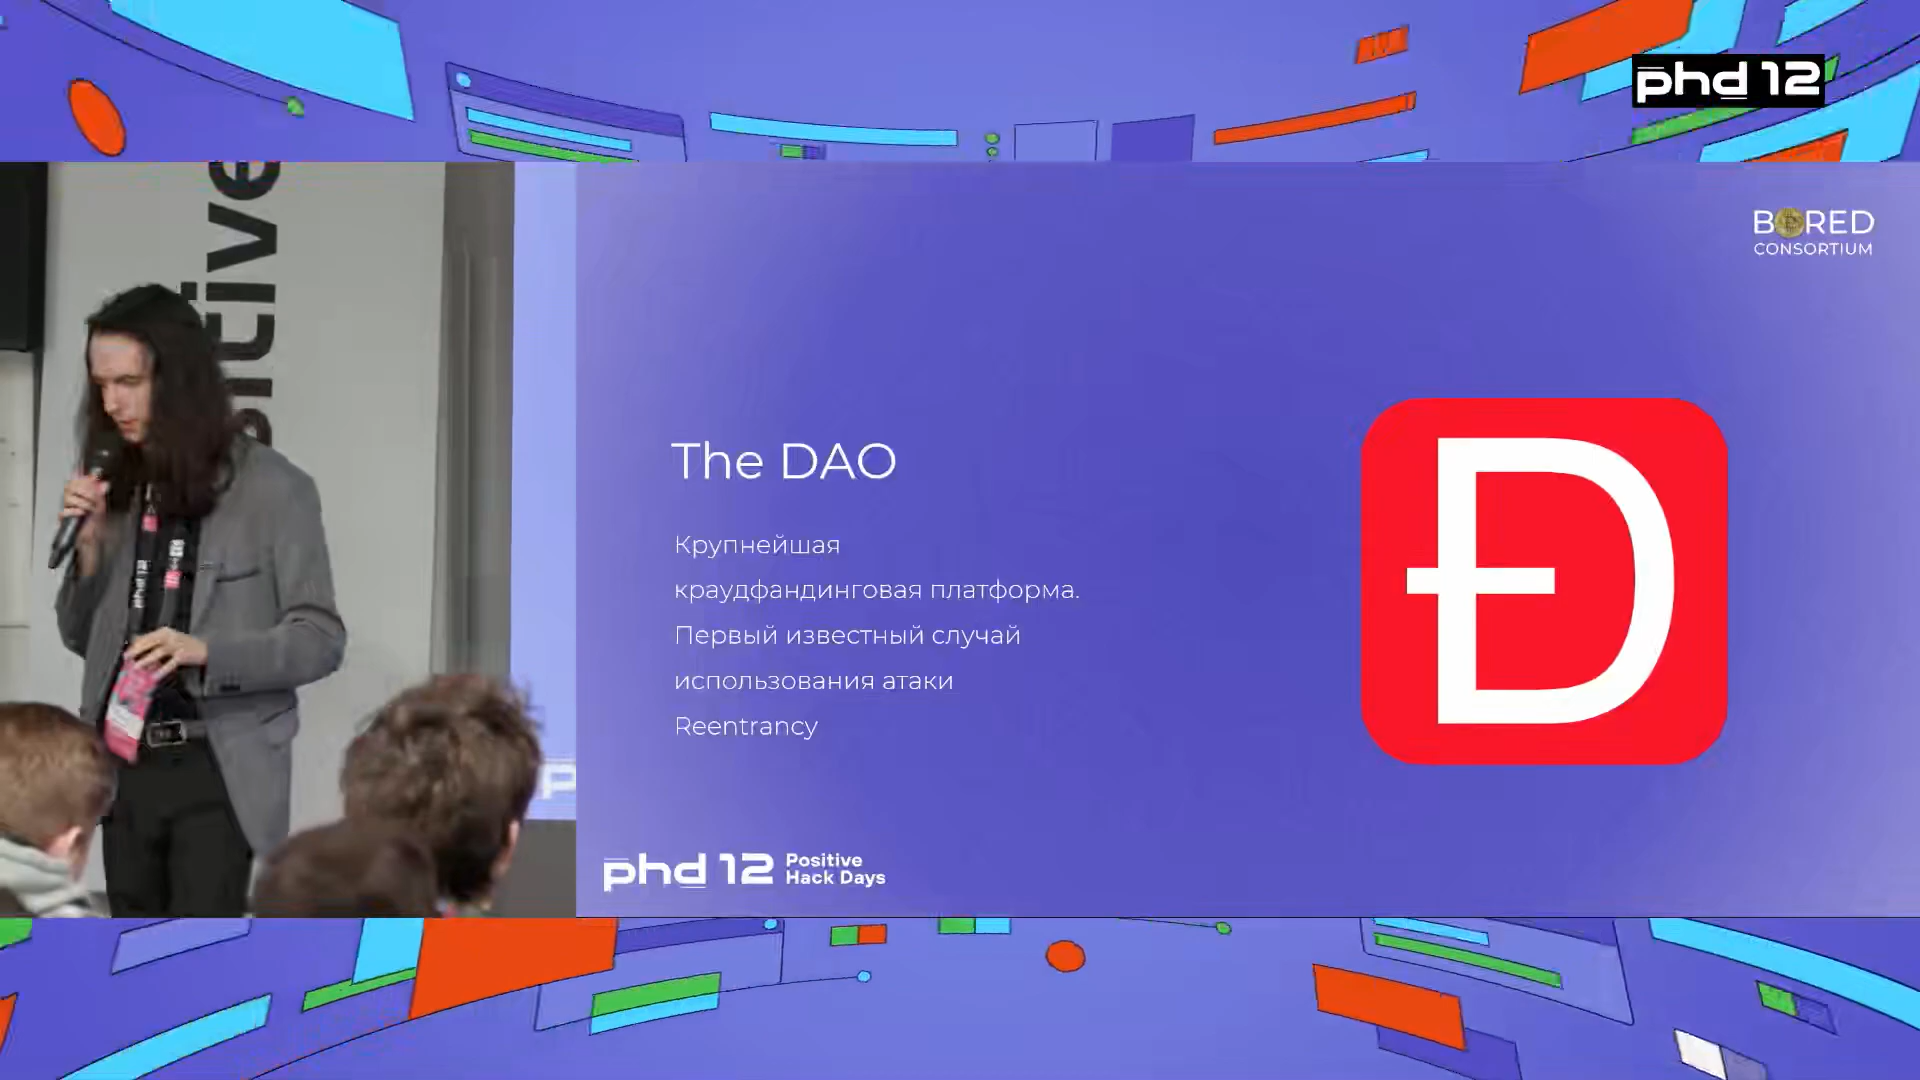 phd 12
BORED
CONSORTIUM
sitive
The DAO
Крупнейшая
краудфандинговая платформа.
Первый известный случай
использования атаки
Reentrancy
phd 12
Positive
Hack Days